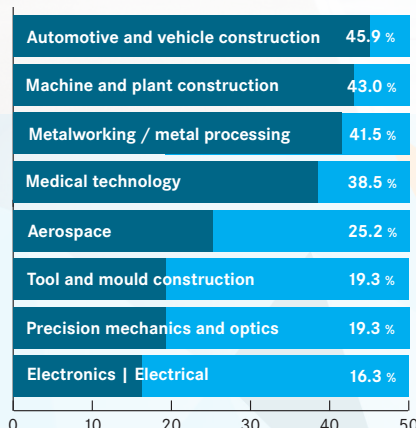 Automotive and vehicle construction 45.9 %
Machine and plant construction 43.0 %
Metalworking / metal processing 41.5 %
Medical technology 38.5 %
Aerospace 25.2 %
Tool and mould construction 19.3 %
Precision mechanics and optics 19.3 %
Electronics | Electrical 16.3 %
0 10 20 30 40 50